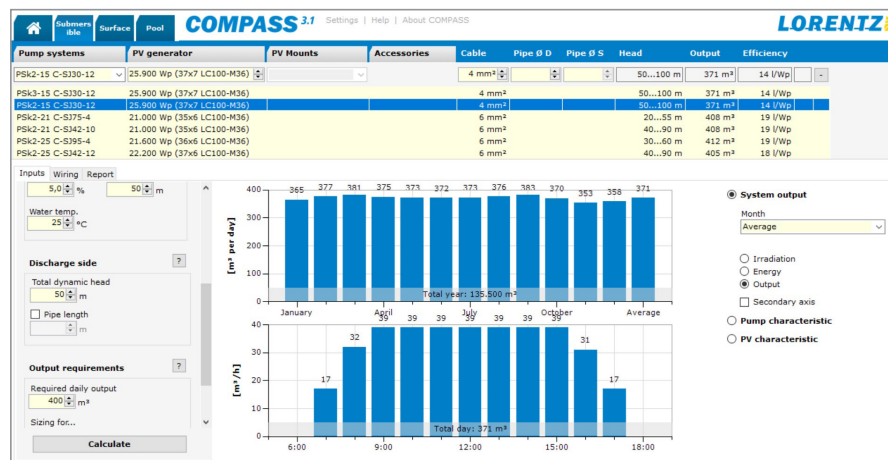 Submers
ible
Surface
Pool
COMPASS 3.1
Settings | Help | About COMPASS
LORENTZ
Pump systems PV generator PV Mounts Accessories Cable Pipe Ø D Pipe Ø S Head Output Efficiency
PSk2-15 C-SJ30-12 25.900 Wp (37x7 LC100-M36) 4 mm² 50...100 m 371 m³ 14 l/Wp -
PSk3-15 C-SJ30-12 25.900 Wp (37x7 LC100-M36) 4 mm² 50...100 m 371 m³ 14 l/Wp
PSk2-15 C-SJ30-12 25.900 Wp (37x7 LC100-M36) 4 mm² 50...100 m 371 m³ 14 l/Wp
PSk2-21 C-SJ75-4 21.000 Wp (35x6 LC100-M36) 6 mm² 20...55 m 408 m³ 19 l/Wp
PSk2-21 C-SJ42-10 21.000 Wp (35x6 LC100-M36) 6 mm² 40...90 m 408 m³ 19 l/Wp
PSk2-25 C-SJ95-4 21.600 Wp (36x6 LC100-M36) 6 mm² 30...60 m 412 m³ 19 l/Wp
PSk2-25 C-SJ42-12 22.200 Wp (37x6 LC100-M36) 6 mm² 40...90 m 405 m³ 18 l/Wp
Inputs Wiring Report
5,0 % 50 m
Water temp.
25 °C
Discharge side ?
Total dynamic head
50 m
Pipe length
m
Output requirements ?
Required daily output
400 m³
Sizing for...
Calculate
[m³ per day]
400
300
200
100
0
365 377 381 375 373 372 373 376 383 370 353 358 371
Total year: 135.500 m³
January April July October Average
[m³/h]
40
30
20
10
0
17 32 39 39 39 39 39 39 39 31 17
Total day: 371 m³
6:00 9:00 12:00 15:00 18:00
System output
Month
Average
Irradiation
Energy
Output
Secondary axis
Pump characteristic
PV characteristic